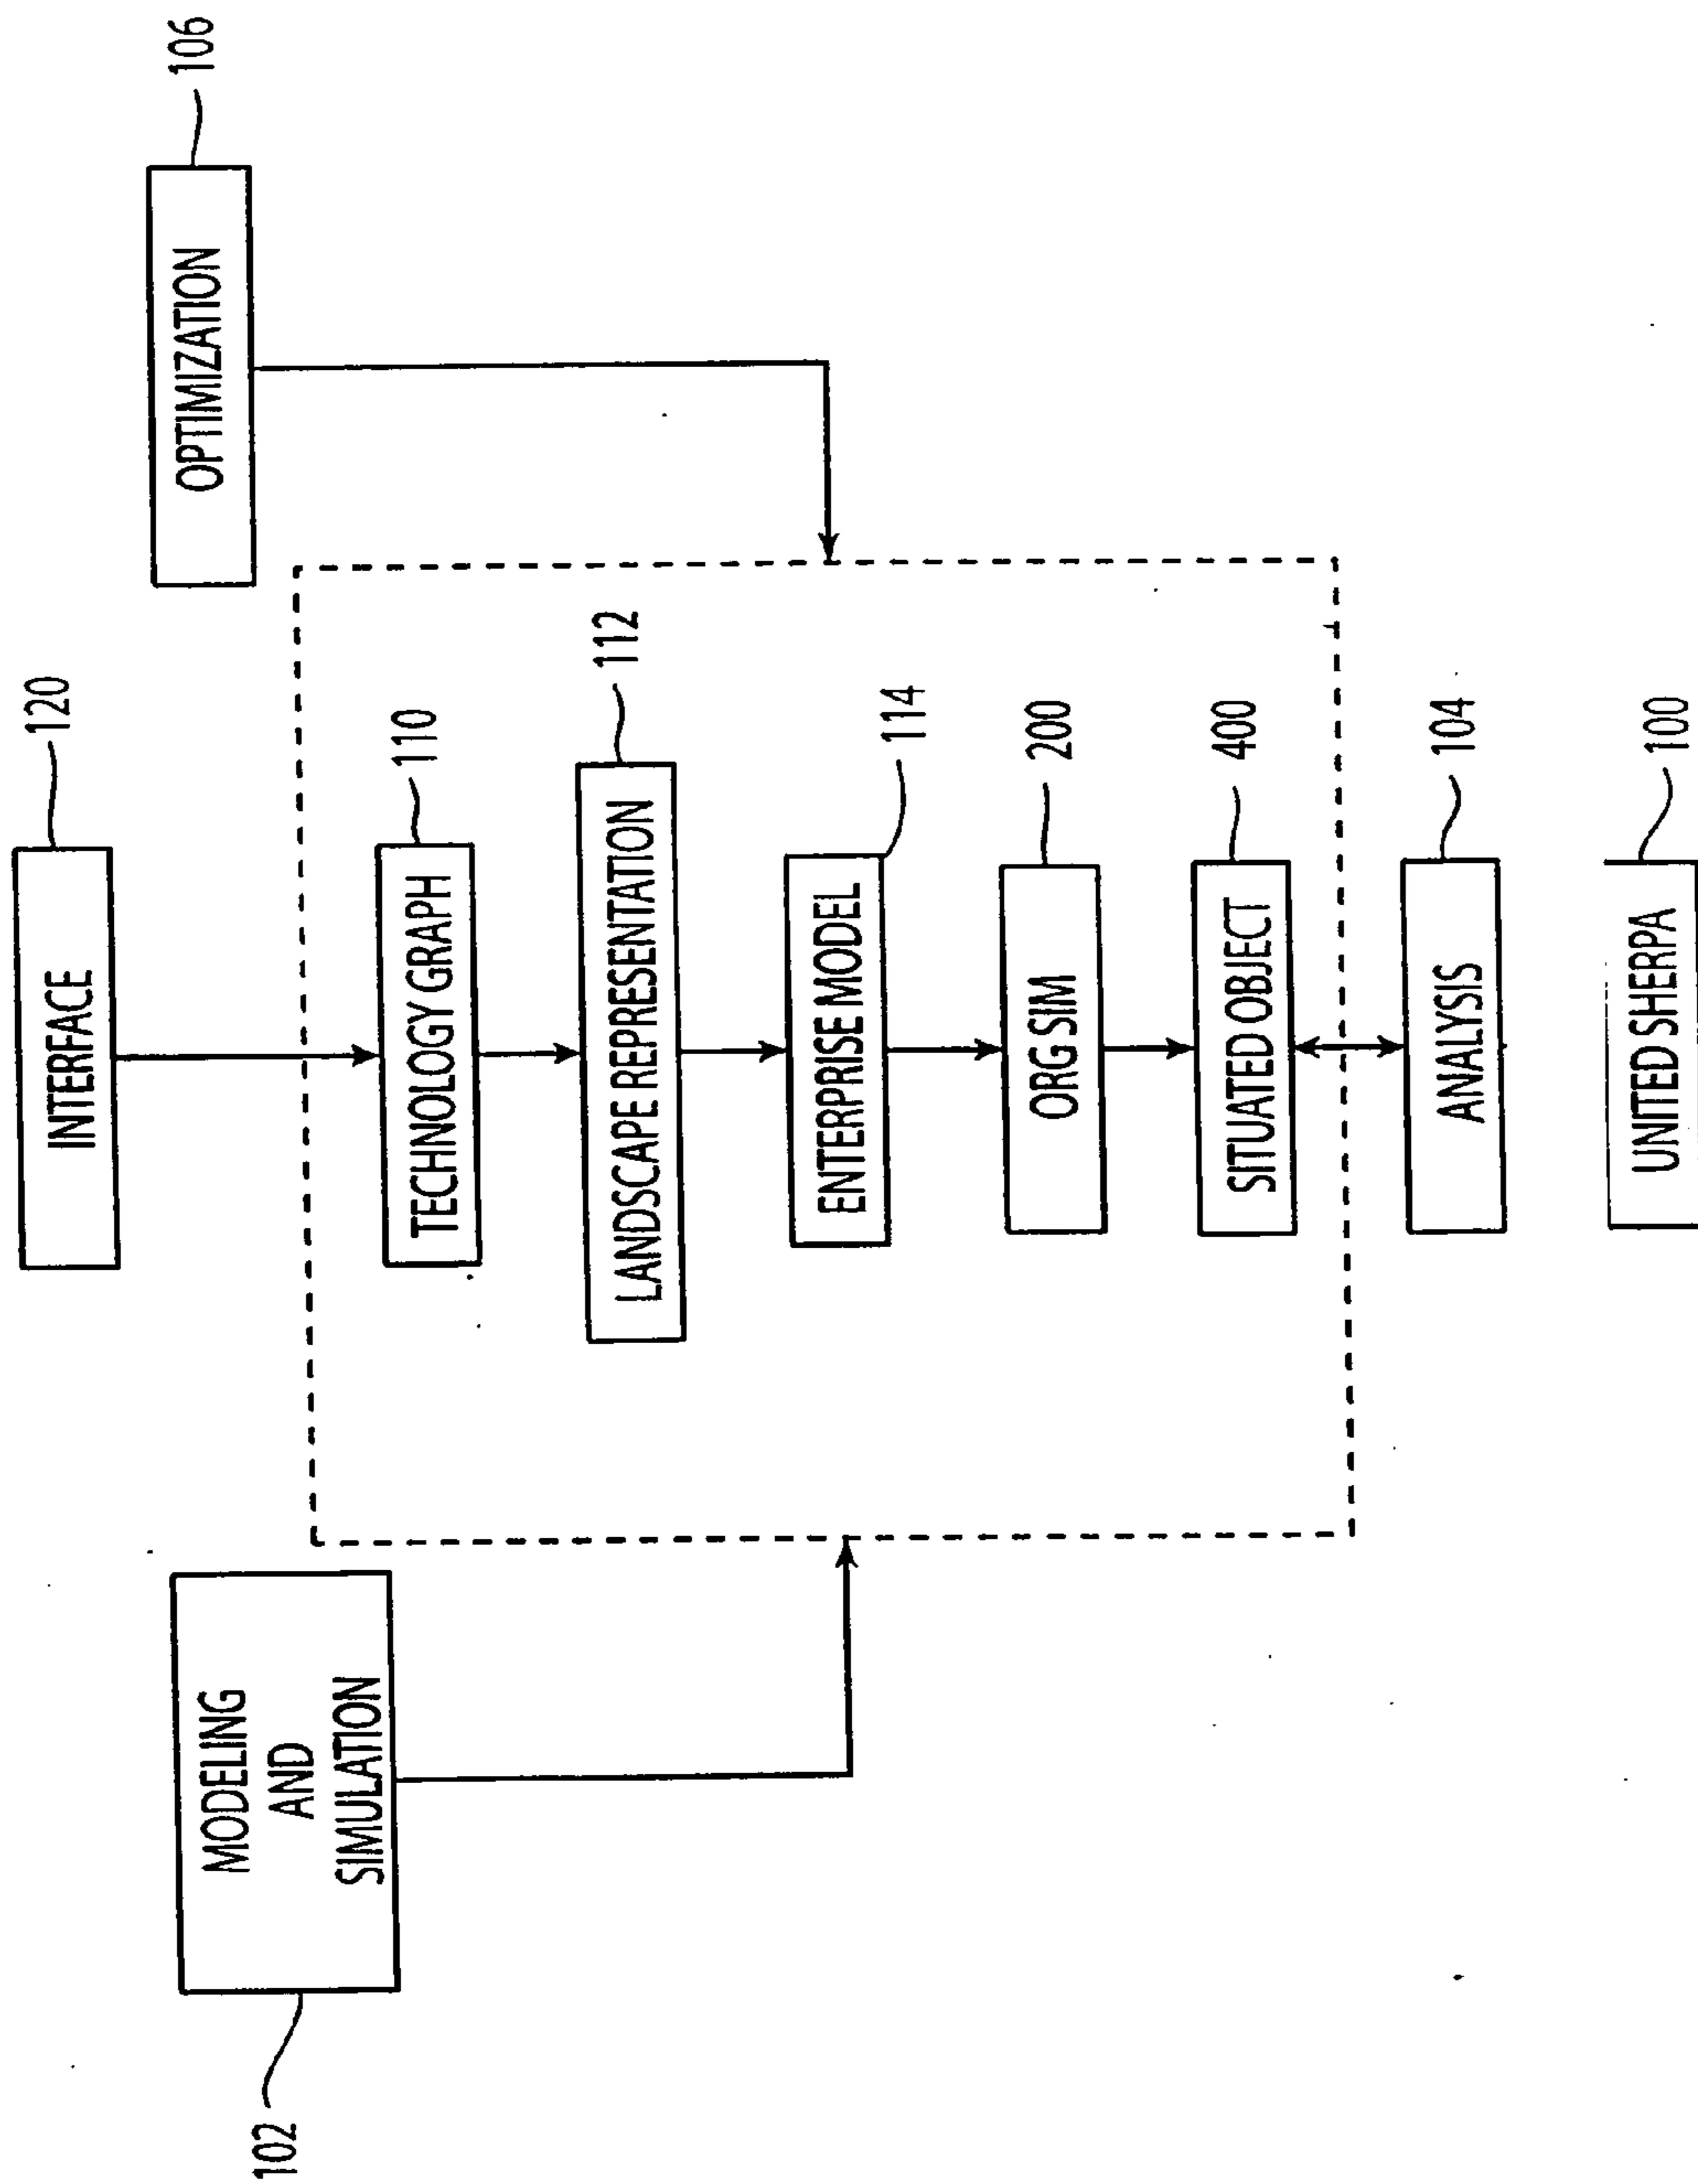 106
OPTIMIZATION
120
INTERFACE
110
TECHNOLOGY GRAPH
112
LANDSCAPE REPRESENTATION
114
ENTERPRISE MODEL
200
ORG SIM
400
SITUATED OBJECT
104
ANALYSIS
100
UNITED SHERPA
MODELING
AND
SIMULATION
102